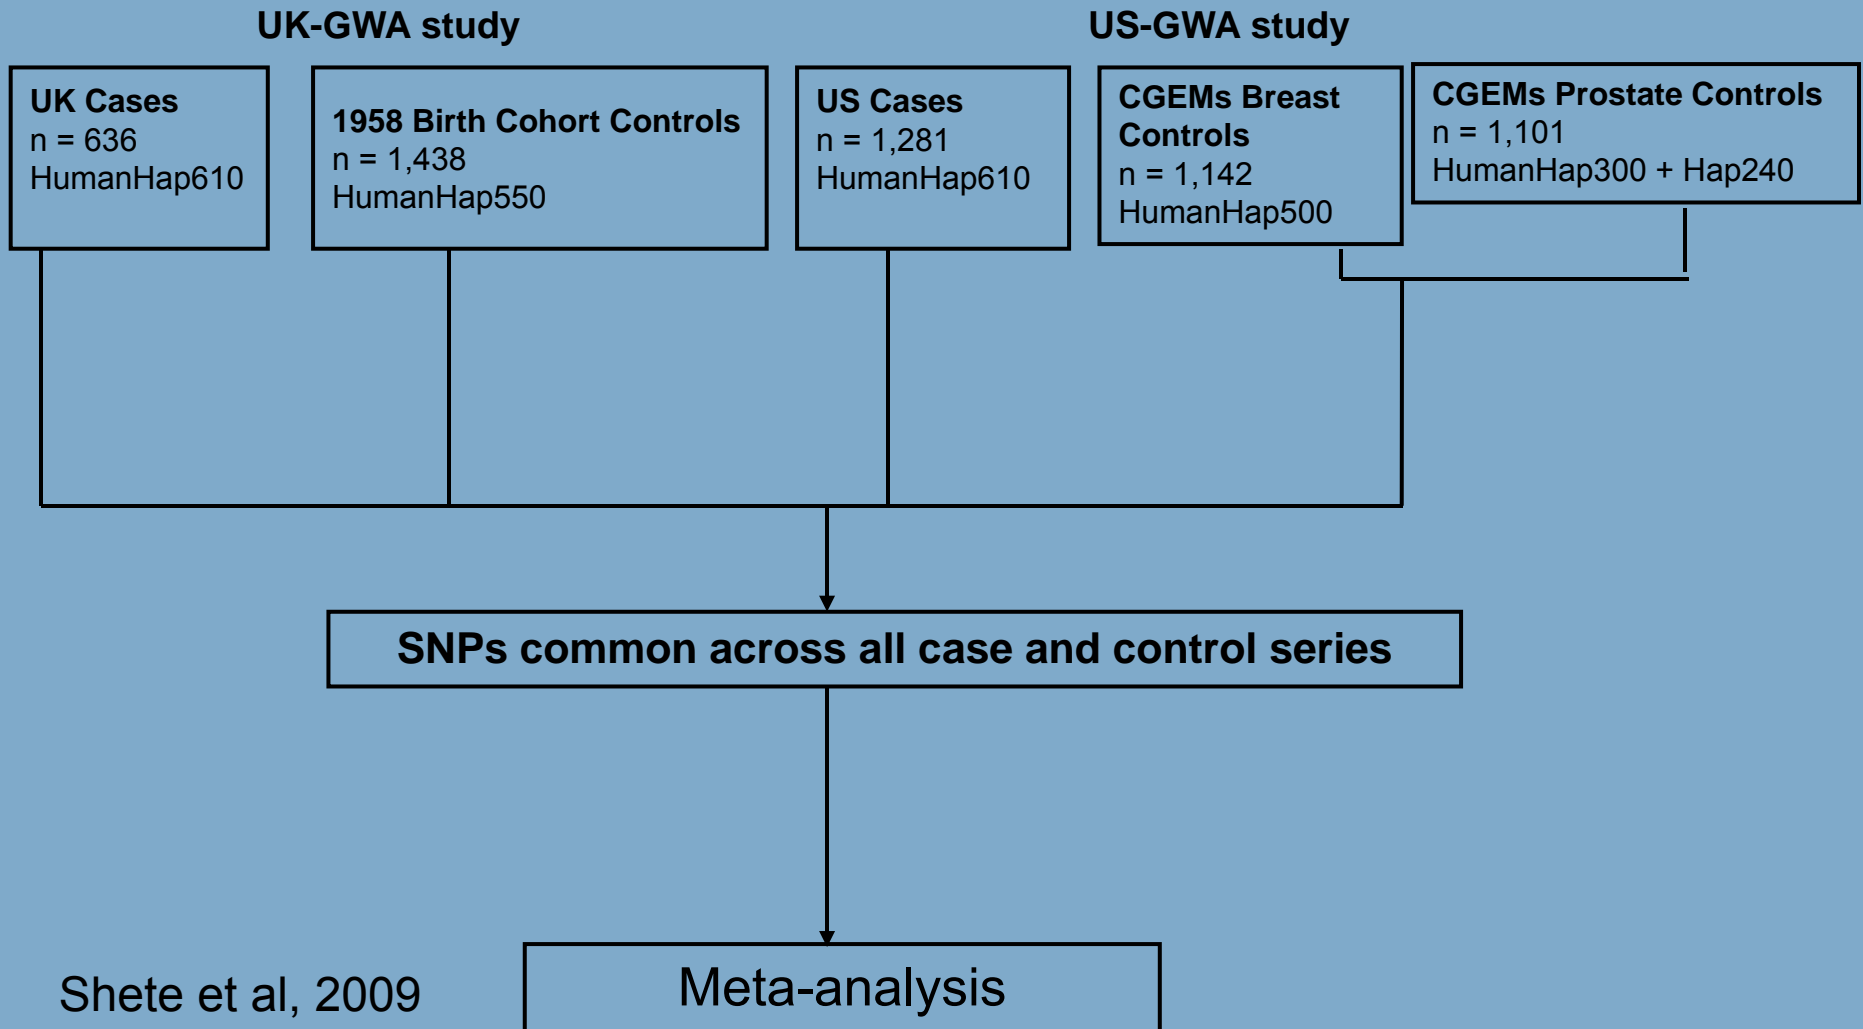 UK-GWA study
US-GWA study
UK Cases
n = 636
HumanHap610
1958 Birth Cohort Controls
n = 1,438
HumanHap550
US Cases
n = 1,281
HumanHap610
CGEMs Breast
Controls
n = 1,142
HumanHap500
CGEMs Prostate Controls
n = 1,101
HumanHap300 + Hap240
SNPs common across all case and control series
Meta-analysis
Shete et al, 2009